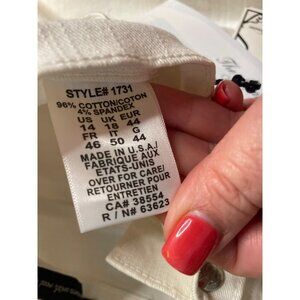 STYLE# 1731
96% COTTON/COTON
4% SPANDEX
US UK EUR
14 18 44
FR IT G
46 50 44
MADE IN U.S.A/
FABRIQUE AUX
ETATS-UNIS
OVER FOR CARE/
RETOURNER POUR
ENTRETIEN
CA# 38554
R / N# 63623